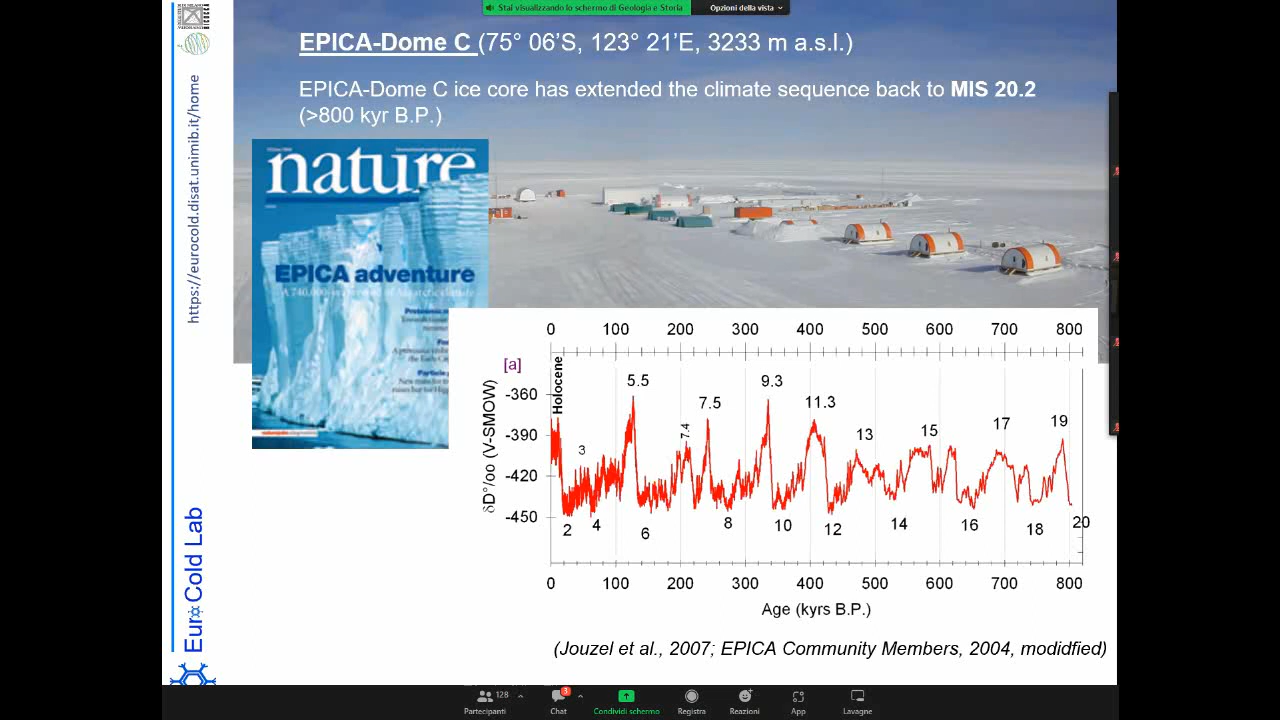 Stai visualizzando lo schermo di Geologia e Storia
Opzioni della vista
EPICA-Dome C (75° 06'S, 123° 21'E, 3233 m a.s.l.)
EPICA-Dome C ice core has extended the climate sequence back to MIS 20.2
(>800 kyr B.P.)
https://eurocold.disat.unimib.it/home
Euro Cold Lab
nature
EPICA adventure
0 100 200 300 400 500 600 700 800
[a]
Holocene
5.5
9.3
7.5
11.3
7.4
13
15
17
19
3
-360
-390
-420
-450
δD°/oo (V-SMOW)
2 4 6 8 10 12 14 16 18 20
0 100 200 300 400 500 600 700 800
Age (kyrs B.P.)
(Jouzel et al., 2007; EPICA Community Members, 2004, modidfied)
128
3
Partecipanti
Chat
Condividi schermo
Registra
Reazioni
App
Lavagne